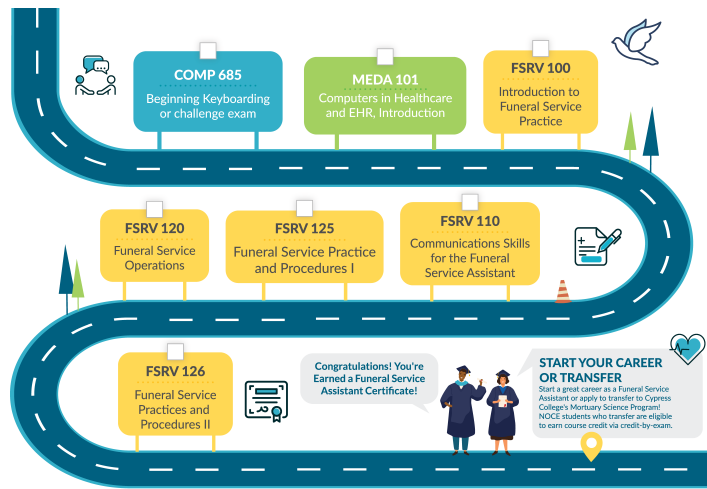 COMP 685
Beginning Keyboarding
or challenge exam
MEDA 101
Computers in Healthcare
and EHR, Introduction
FSRV 100
Introduction to
Funeral Service
Practice
FSRV 120
Funeral Service
Operations
FSRV 125
Funeral Service Practice
and Procedures I
FSRV 110
Communications Skills
for the Funeral
Service Assistant
FSRV 126
Funeral Service
Practices and
Procedures II
Congratulations! You're
Earned a Funeral Service
Assistant Certificate!
START YOUR CAREER
OR TRANSFER
Start a great career as a Funeral Service
Assistant or apply to transfer to Cypress
College's Mortuary Science Program!
NOCE students who transfer are eligible
to earn course credit via credit-by-exam.